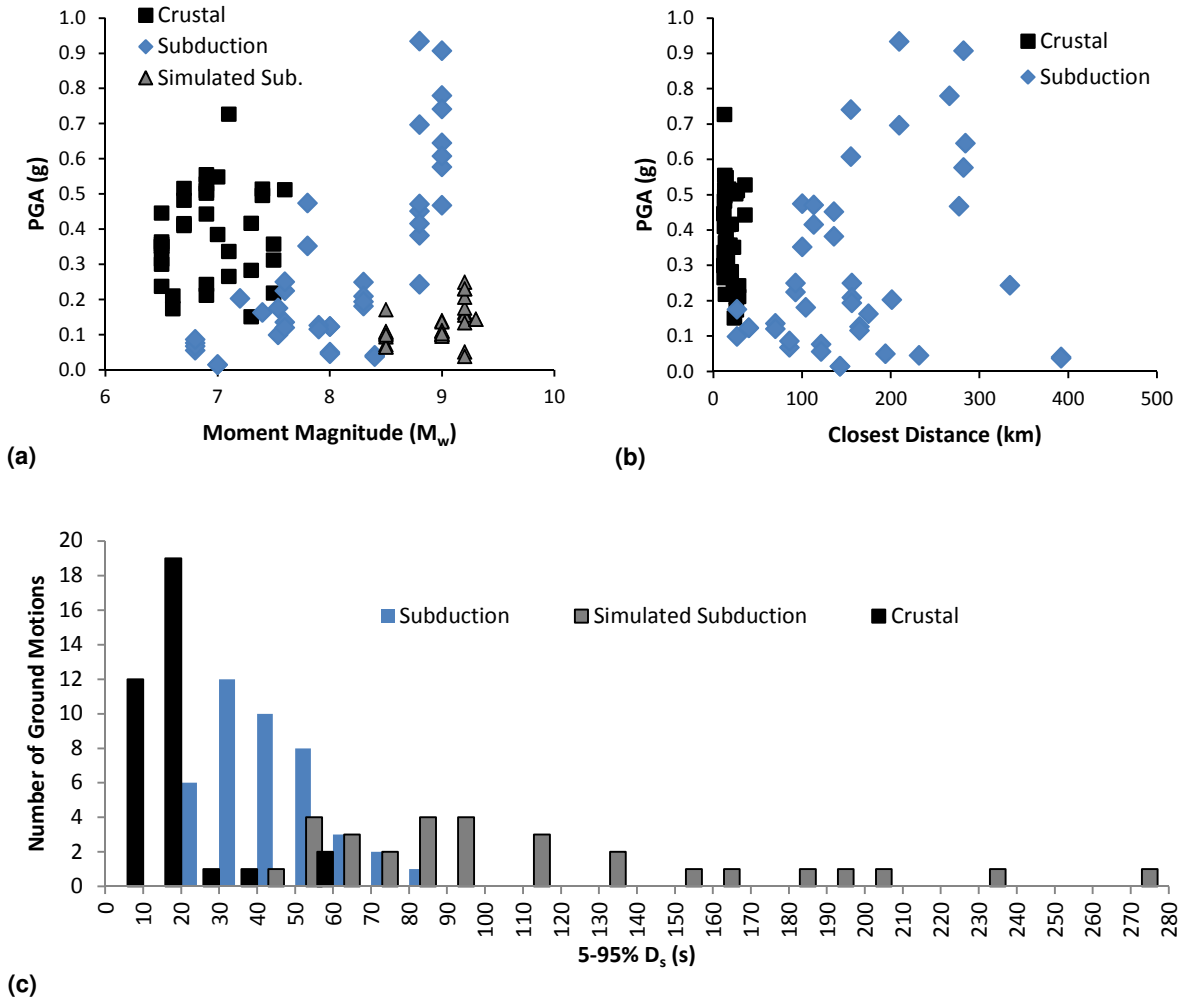 Crustal
Subduction
Simulated Sub.
1.0
0.9
0.8
0.7
0.6
0.5
0.4
0.3
0.2
0.1
0.0
PGA (g)
6 7 8 9 10
Moment Magnitude (Mw)
(a)
Crustal
Subduction
1.0
0.9
0.8
0.7
0.6
0.5
0.4
0.3
0.2
0.1
0.0
PGA (g)
0 100 200 300 400 500
Closest Distance (km)
(b)
Subduction Simulated Subduction Crustal
20
18
16
14
12
10
8
6
4
2
0
Number of Ground Motions
0 10 20 30 40 50 60 70 80 90 100 110 120 130 140 150 160 170 180 190 200 210 220 230 240 250 260 270 280
5-95% Ds (s)
(c)